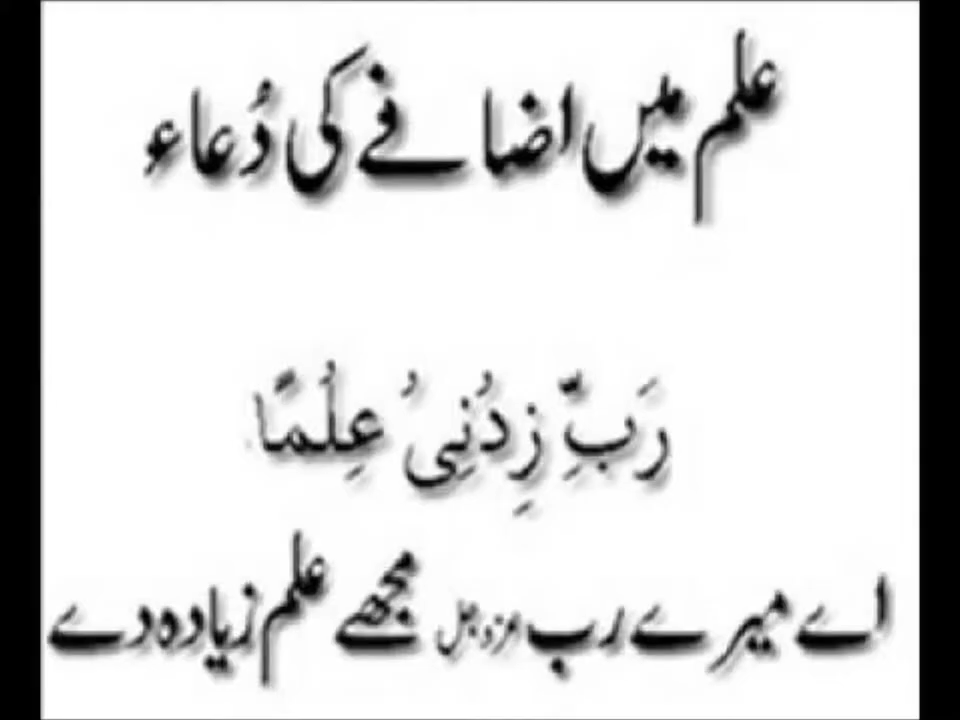 علم میں اضافے کی دُعاء
رَبِّ زِدْنِیْ عِلْمًا
اے میرے رب عزوجل مجھے علم زیادہ دے